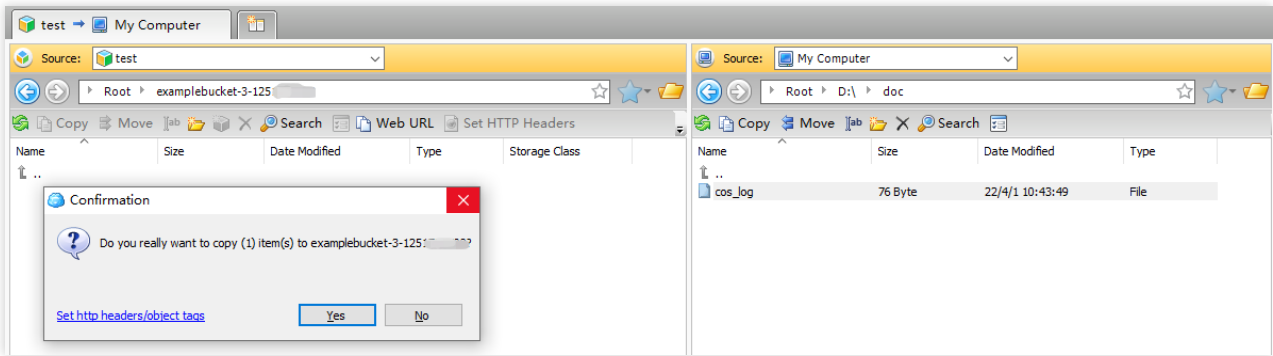 test → My Computer
Source: test
Root examplebucket-3-125
Copy Move Search Web URL Set HTTP Headers
Name Size Date Modified Type Storage Class
..
Confirmation
Do you really want to copy (1) item(s) to examplebucket-3-125
Set http headers/object tags Yes No
Source: My Computer
Root D:\ doc
Copy Move Search
Name Size Date Modified Type
..
cos_log 76 Byte 22/4/1 10:43:49 File